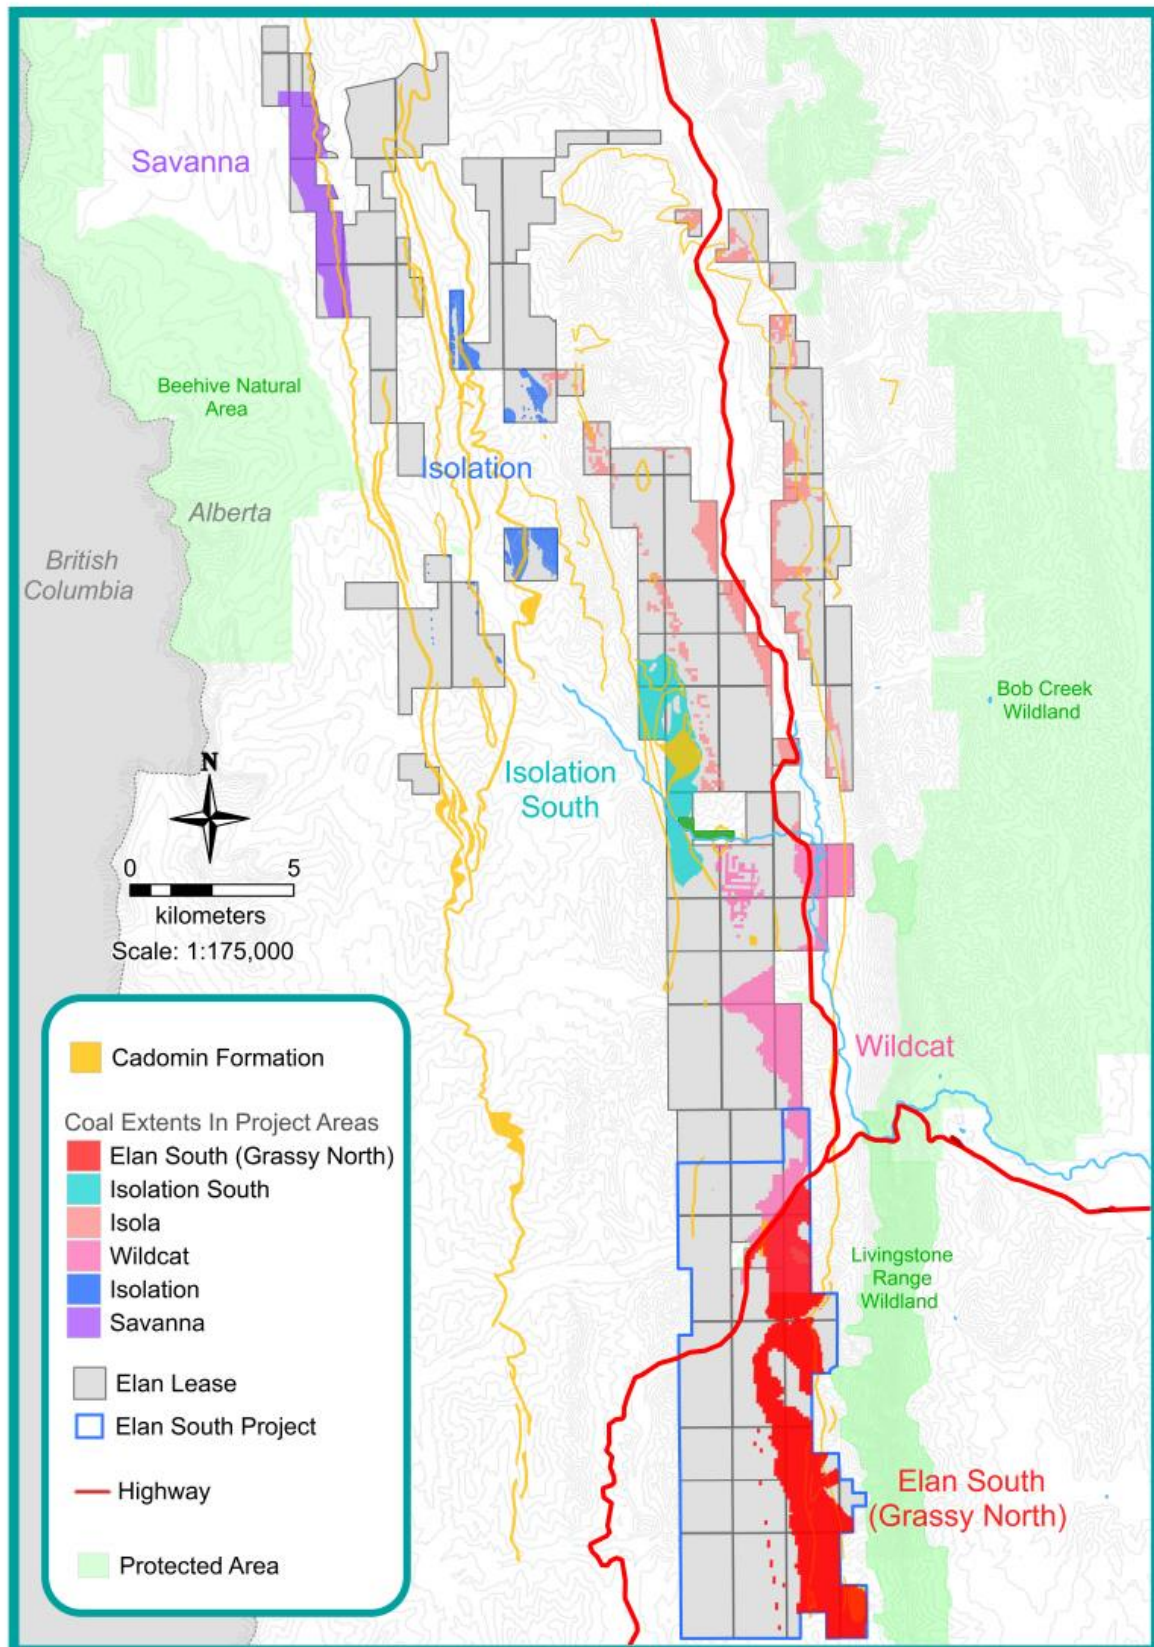 Savanna
Beehive Natural
Area
Isolation
Alberta
British
Columbia
Bob Creek
Wildland
N
Isolation
South
0 5
kilometers
Scale: 1:175,000
Wildcat
Cadomin Formation
Coal Extents In Project Areas
Elan South (Grassy North)
Isolation South
Isola
Wildcat
Isolation
Savanna
Elan Lease
Elan South Project
Highway
Protected Area
Livingstone
Range
Wildland
Elan South
(Grassy North)